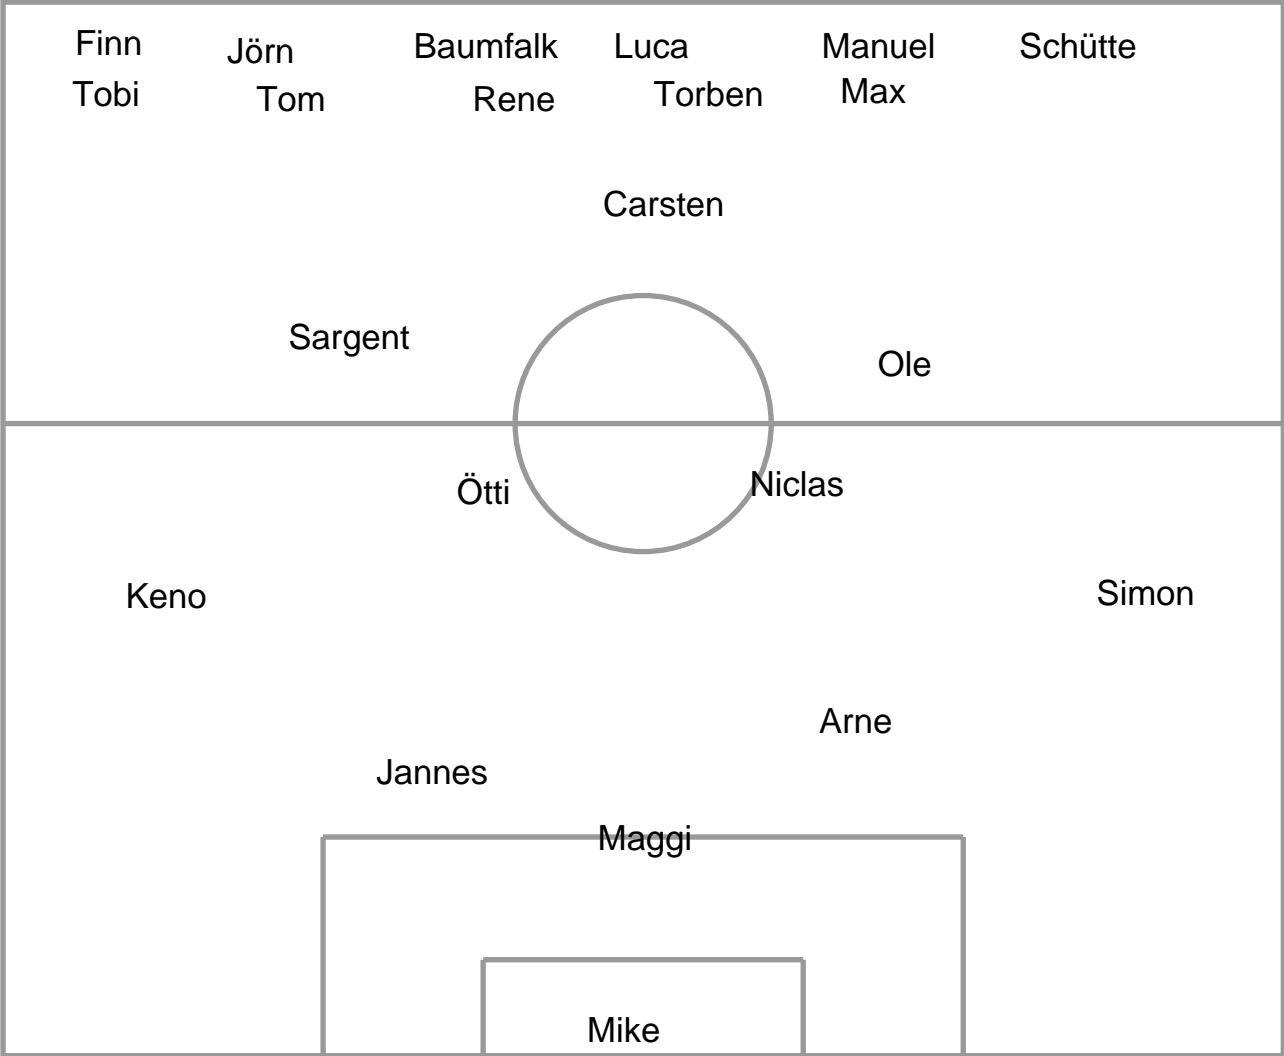 Finn Jörn Baumfalk Luca Manuel Schütte
Tobi Tom Rene Torben Max
Carsten
Sargent
Ole
Ötti Niclas
Keno Simon
Arne
Jannes
Maggi
Mike